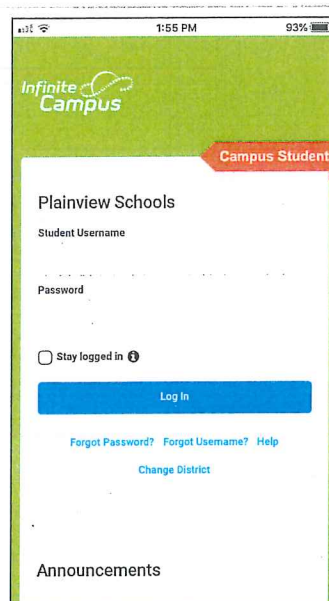 1:55 PM 93%
Infinite
Campus
Campus Student
Plainview Schools
Student Username
Password
Stay logged in
Log In
Forgot Password? Forgot Username? Help
Change District
Announcements